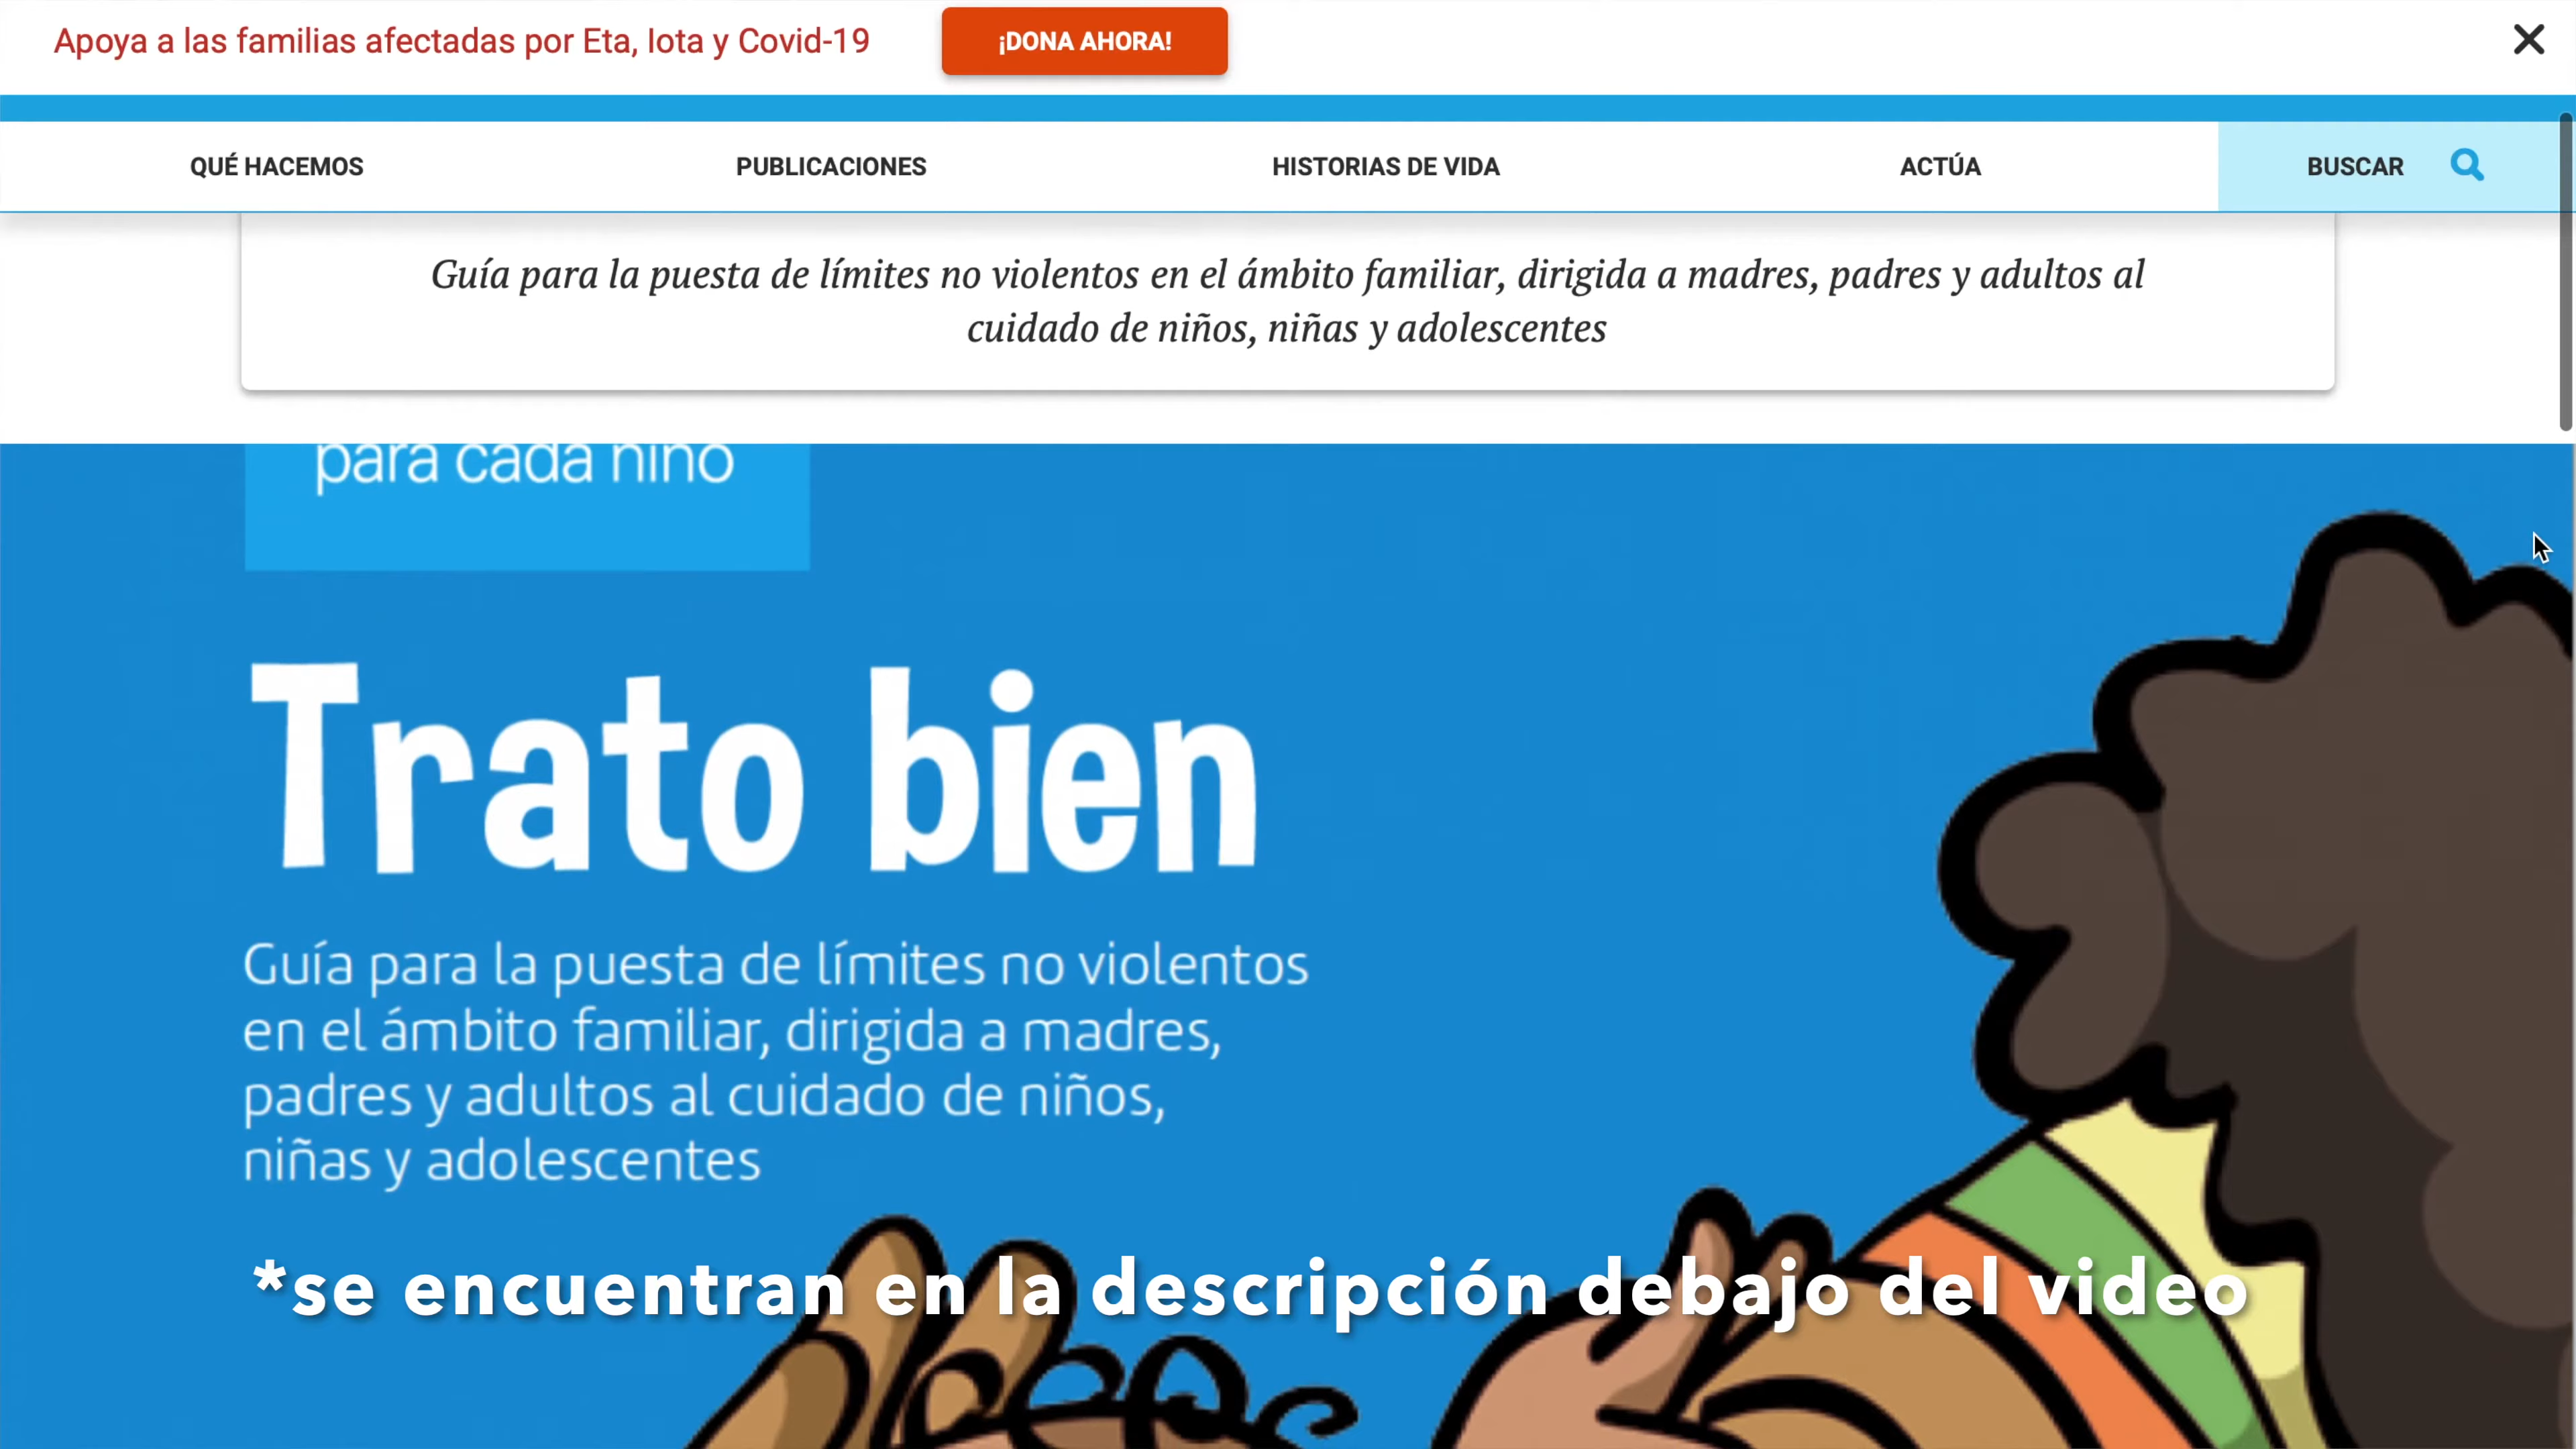 Apoya a las familias afectadas por Eta, Iota y Covid-19
¡DONA AHORA!
QUÉ HACEMOS
PUBLICACIONES
HISTORIAS DE VIDA
ACTÚA
BUSCAR
Guía para la puesta de límites no violentos en el ámbito familiar, dirigida a madres, padres y adultos al
cuidado de niños, niñas y adolescentes
para cada niño
Trato bien
Guía para la puesta de límites no violentos
en el ámbito familiar, dirigida a madres,
padres y adultos al cuidado de niños,
niñas y adolescentes
*se encuentran en la descripción debajo del video